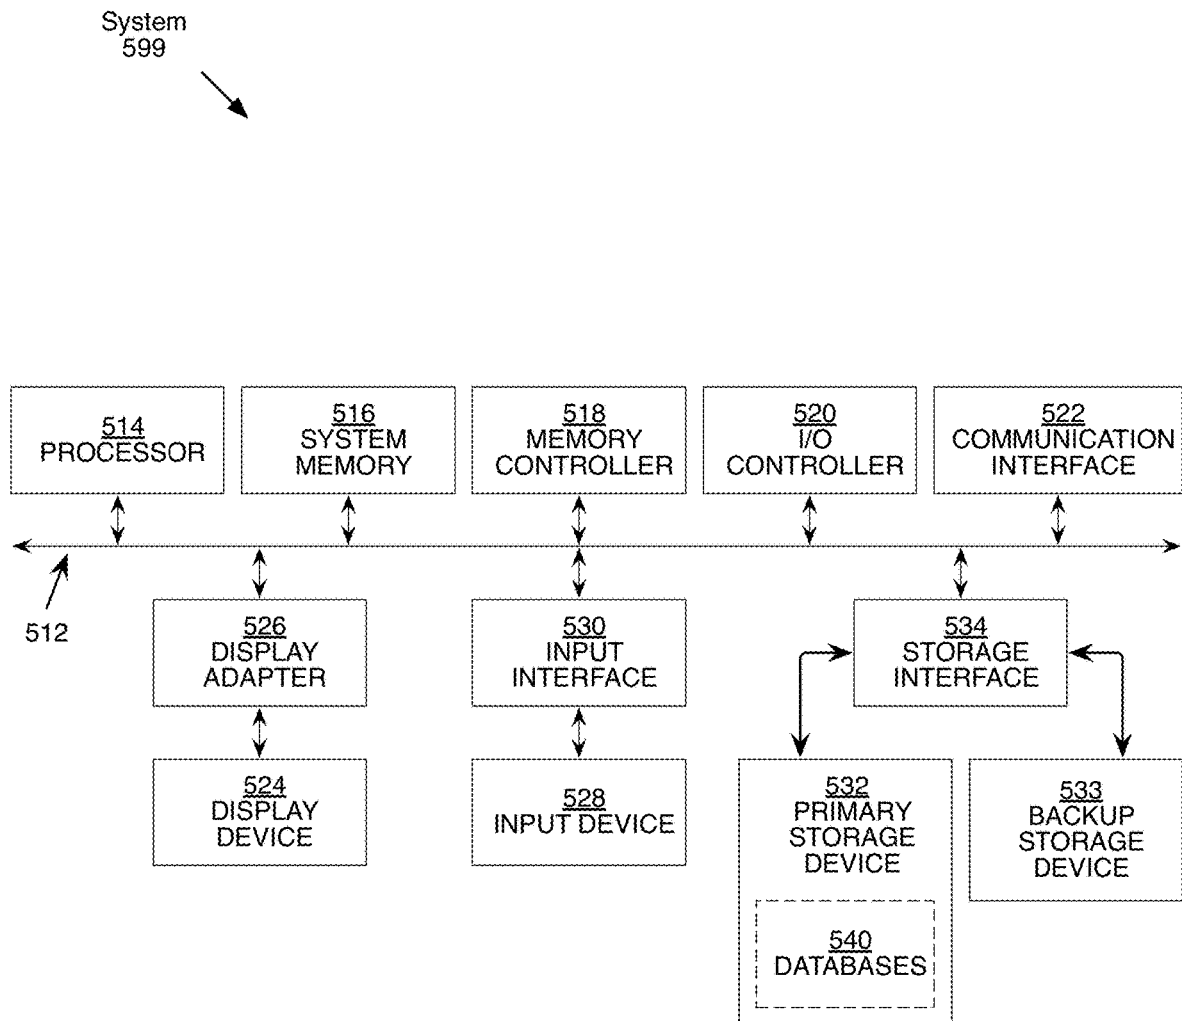 System
599
514
PROCESSOR
516
SYSTEM
MEMORY
518
MEMORY
CONTROLLER
520
I/O
CONTROLLER
522
COMMUNICATION
INTERFACE
512
526
DISPLAY
ADAPTER
530
INPUT
INTERFACE
534
STORAGE
INTERFACE
524
DISPLAY
DEVICE
528
INPUT DEVICE
532
PRIMARY
STORAGE
DEVICE
533
BACKUP
STORAGE
DEVICE
540
DATABASES